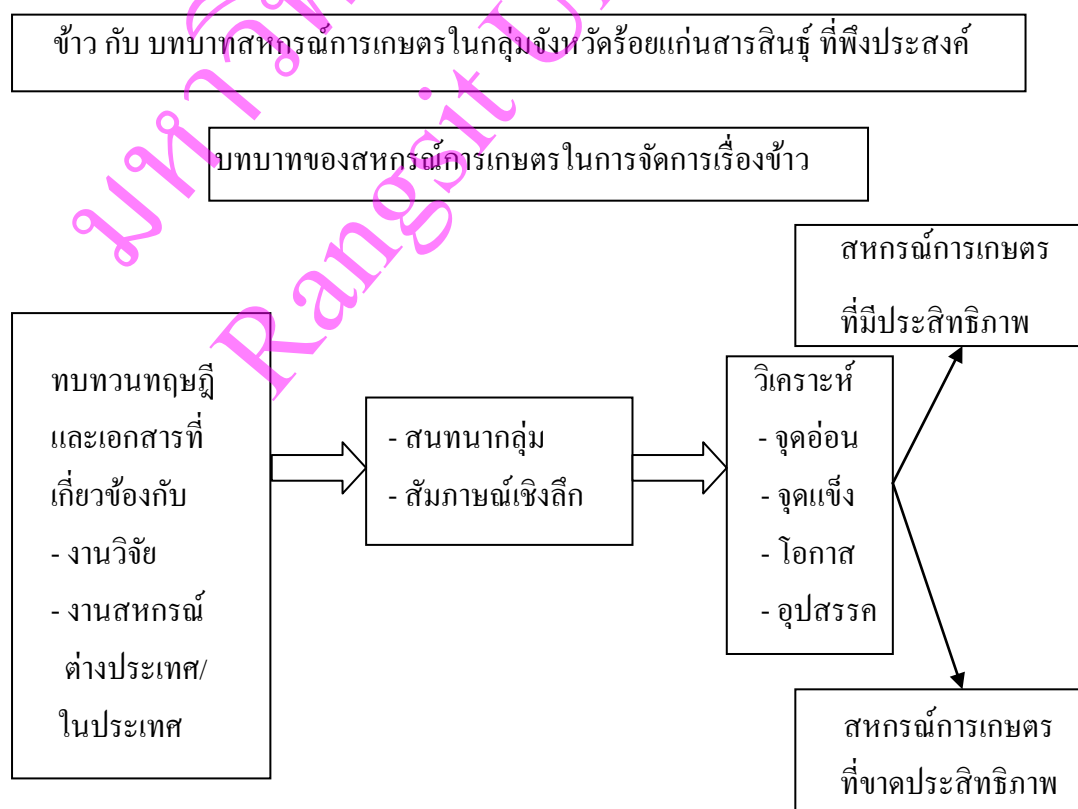 ข้าว กับ บทบาทสหกรณ์การเกษตรในกลุ่มจังหวัดร้อยแก่นสารสินธุ์ ที่พึงประสงค์
บทบาทของสหกรณ์การเกษตรในการจัดการเรื่องข้าว
สหกรณ์การเกษตร
ที่มีประสิทธิภาพ
ทบทวนทฤษฎี
และเอกสารที่
เกี่ยวข้องกับ
- งานวิจัย
- งานสหกรณ์
ต่างประเทศ/
ในประเทศ
- สนทนากลุ่ม
- สัมภาษณ์เชิงลึก
วิเคราะห์
- จุดอ่อน
- จุดแข็ง
- โอกาส
- อุปสรรค
สหกรณ์การเกษตร
ที่ขาดประสิทธิภาพ
Rangsit